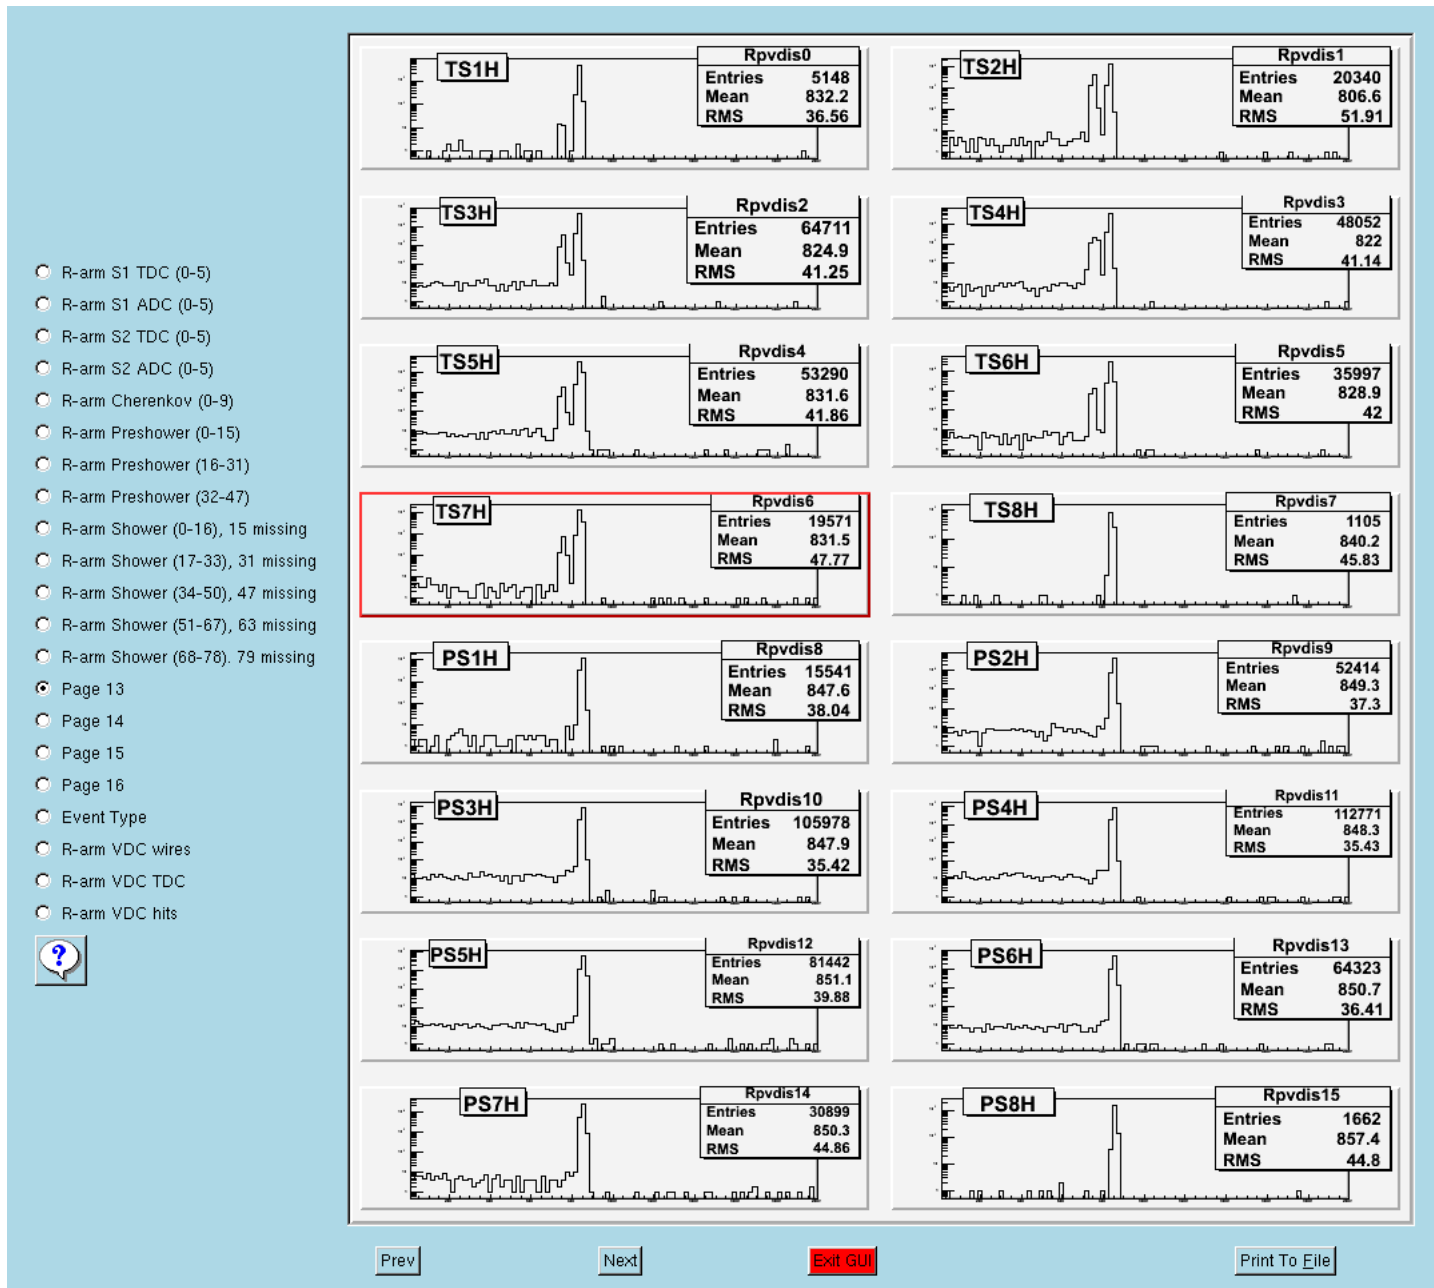 R-arm S1 TDC (0-5)
R-arm S1 ADC (0-5)
R-arm S2 TDC (0-5)
R-arm S2 ADC (0-5)
R-arm Cherenkov (0-9)
R-arm Preshower (0-15)
R-arm Preshower (16-31)
R-arm Preshower (32-47)
R-arm Shower (0-16), 15 missing
R-arm Shower (17-33), 31 missing
R-arm Shower (34-50), 47 missing
R-arm Shower (51-67), 63 missing
R-arm Shower (68-78). 79 missing
Page 13
Page 14
Page 15
Page 16
Event Type
R-arm VDC wires
R-arm VDC TDC
R-arm VDC hits
?
TS1H
Rpvdis0
Entries 5148
Mean 832.2
RMS 36.56
TS2H
Rpvdis1
Entries 20340
Mean 806.6
RMS 51.91
TS3H
Rpvdis2
Entries 64711
Mean 824.9
RMS 41.25
TS4H
Rpvdis3
Entries 48052
Mean 822
RMS 41.14
TS5H
Rpvdis4
Entries 53290
Mean 831.6
RMS 41.86
TS6H
Rpvdis5
Entries 35997
Mean 828.9
RMS 42
TS7H
Rpvdis6
Entries 19571
Mean 831.5
RMS 47.77
TS8H
Rpvdis7
Entries 1105
Mean 840.2
RMS 45.83
PS1H
Rpvdis8
Entries 15541
Mean 847.6
RMS 38.04
PS2H
Rpvdis9
Entries 52414
Mean 849.3
RMS 37.3
PS3H
Rpvdis10
Entries 105978
Mean 847.9
RMS 35.42
PS4H
Rpvdis11
Entries 112771
Mean 848.3
RMS 35.43
PS5H
Rpvdis12
Entries 81442
Mean 851.1
RMS 39.88
PS6H
Rpvdis13
Entries 64323
Mean 850.7
RMS 36.41
PS7H
Rpvdis14
Entries 30899
Mean 850.3
RMS 44.86
PS8H
Rpvdis15
Entries 1662
Mean 857.4
RMS 44.8
Prev
Next
Exit GUI
Print To File